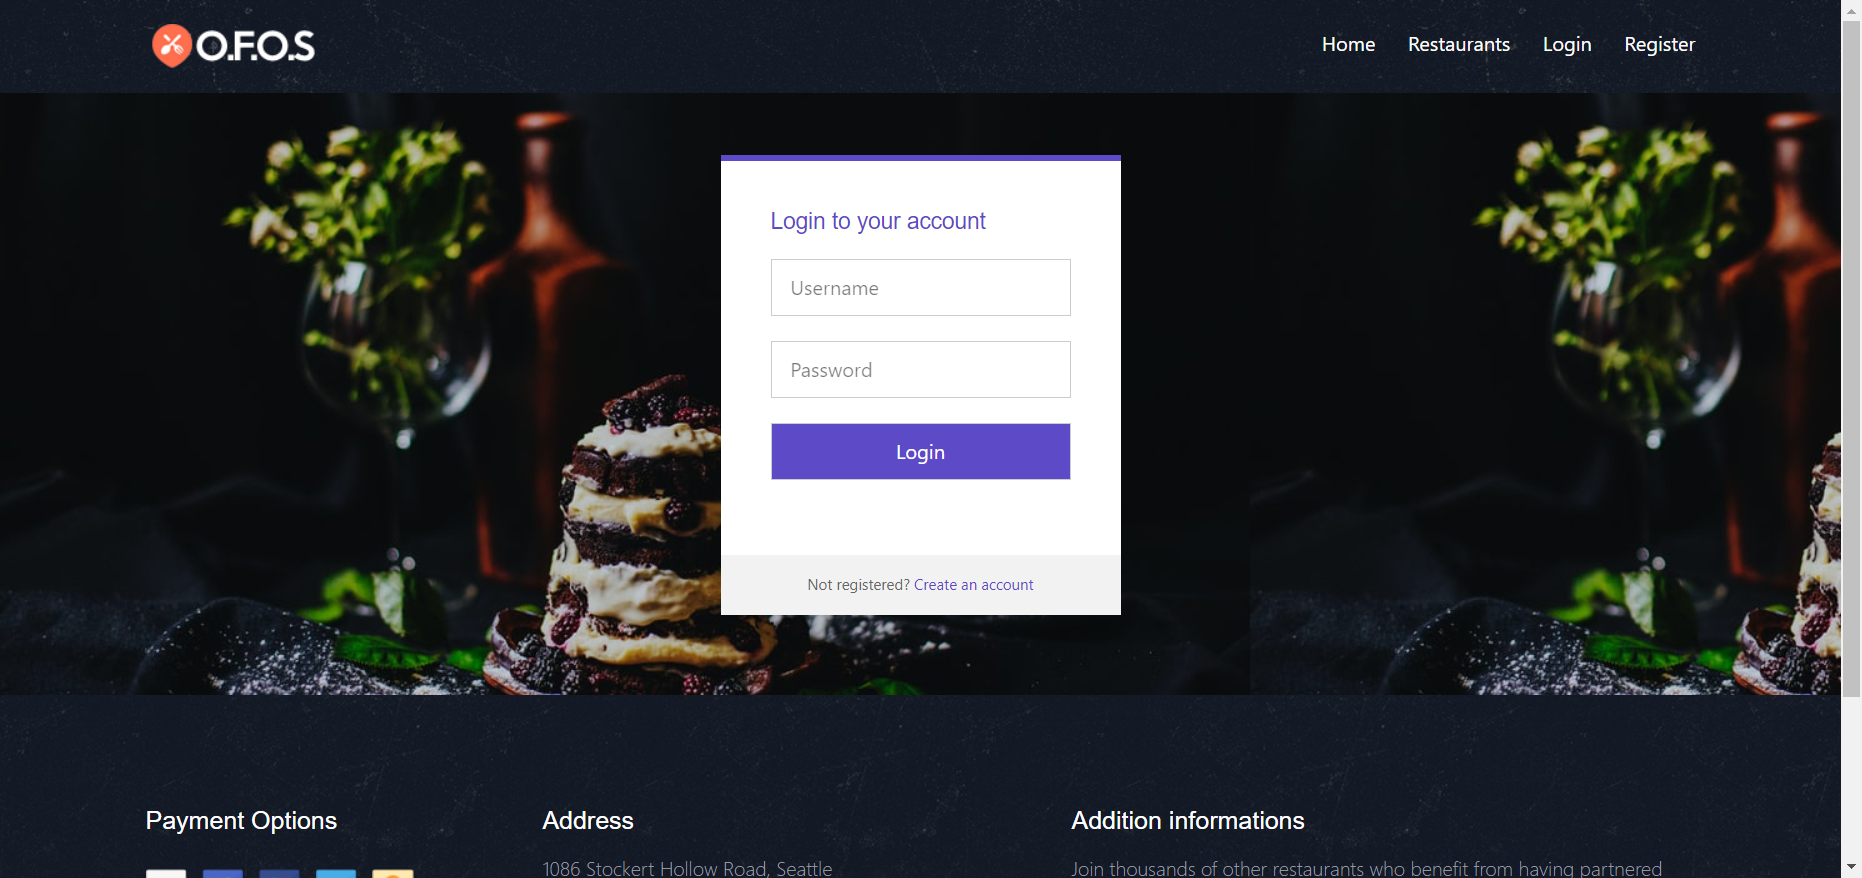 O.F.O.S
Home Restaurants Login Register
Login to your account
Username
Password
Login
Not registered? Create an account
Payment Options
Address
1086 Stockert Hollow Road, Seattle
Addition informations
Join thousands of other restaurants who benefit from having partnered